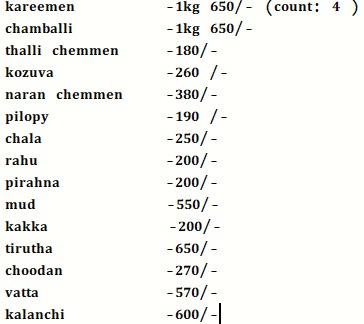 kareemen -1kg 650/- (count: 4 )
chamballi -1kg 650/-
thalli chemmen -180/-
kozuva -260 /-
naran chemmen -380/-
pilopy -190 /-
chala -250/-
rahu -200/-
pirahna -200/-
mud -550/-
kakka -200/-
tirutha -650/-
choodan -270/-
vatta -570/-
kalanchi -600/-